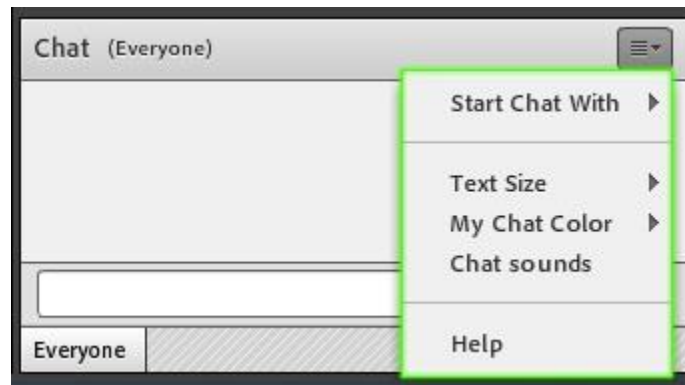 Chat (Everyone)
Start Chat With
Text Size
My Chat Color
Chat sounds
Help
Everyone